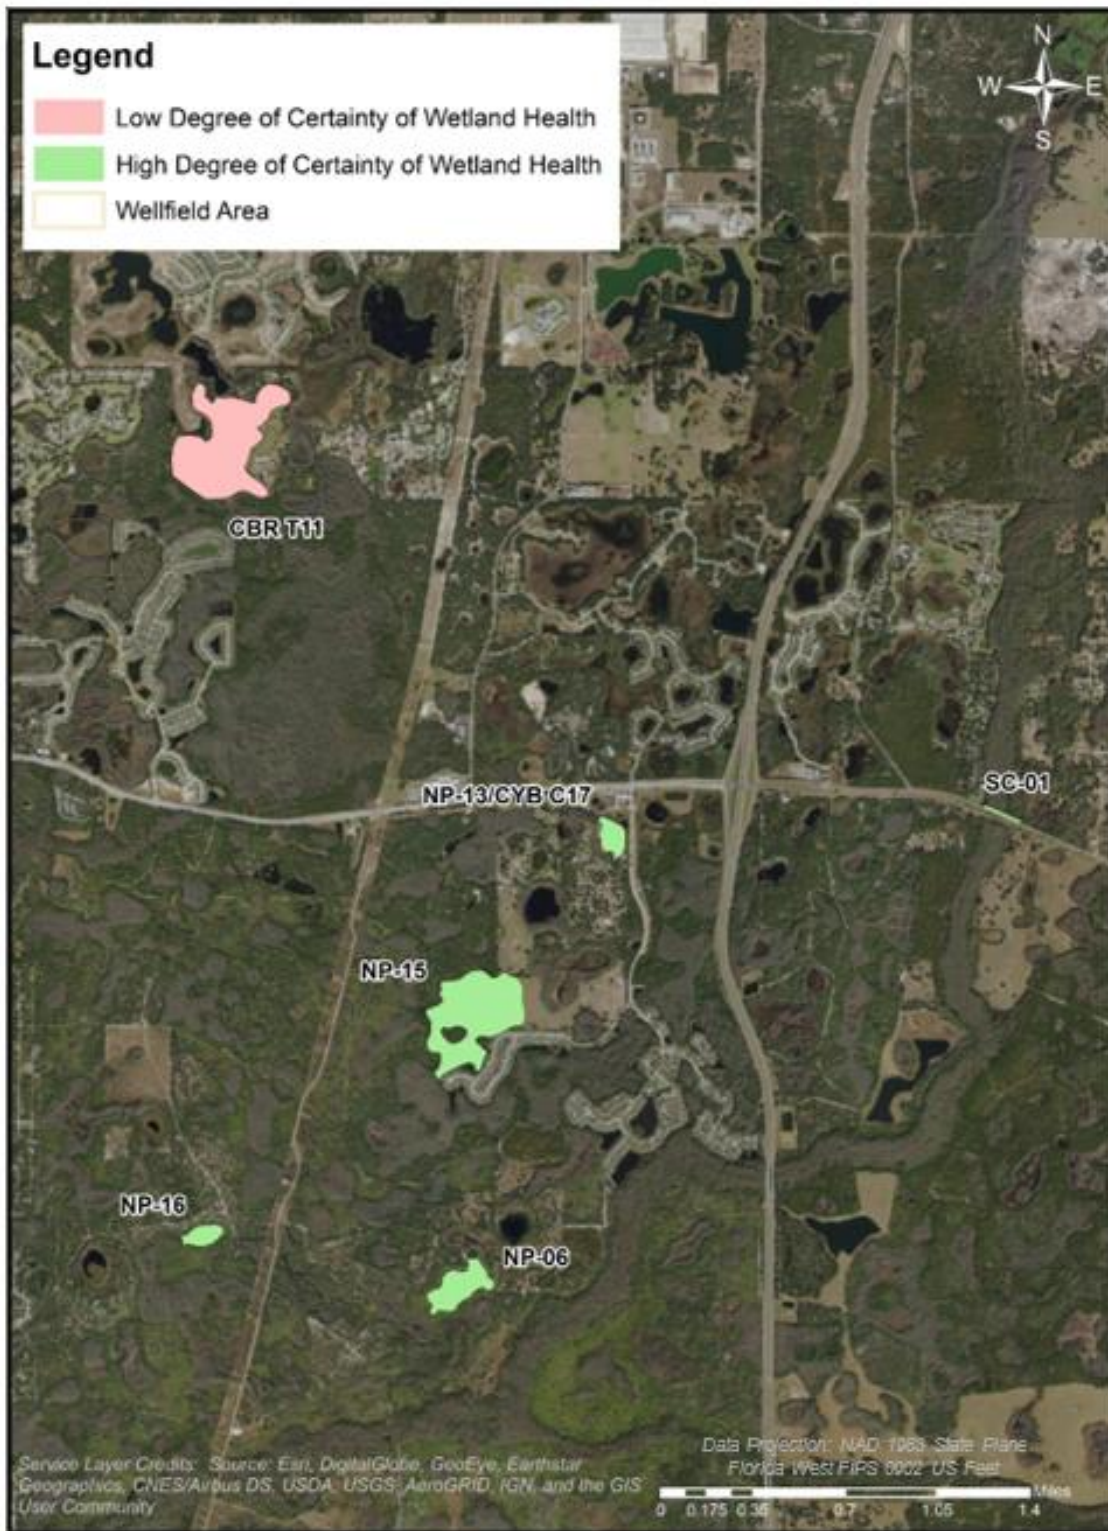 Legend
Low Degree of Certainty of Wetland Health
High Degree of Certainty of Wetland Health
Wellfield Area
N
W E
S
CBR T11
NP-13/CYB C17
SC-01
NP-15
NP-16
NP-06
Data Projection: NAD 1983 State Plane
Florida West FIPS 0902 US Feet
Service Layer Credits: Source: Esri, DigitalGlobe, GeoEye, Earthstar
Geographics, CNES/Airbus DS, USDA, USGS, AeroGRID, IGN, and the GIS
User Community
Miles
0 0.175 0.35 0.7 1.05 1.4